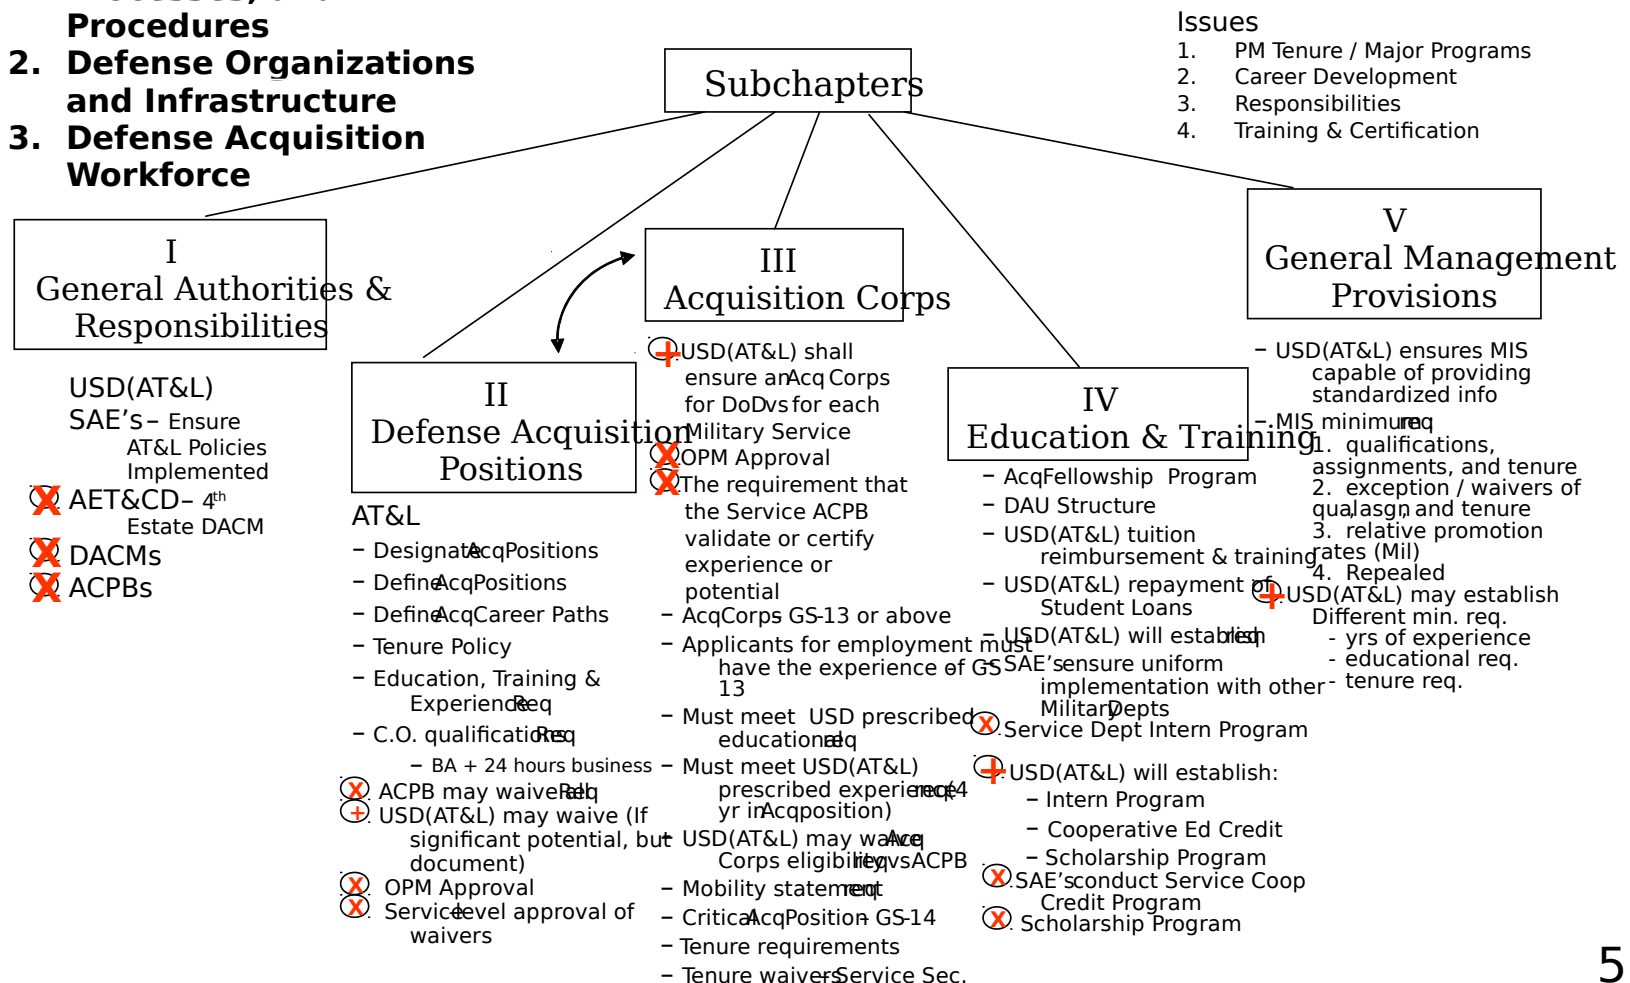 Procedures
2. Defense Organizations
and Infrastructure
3. Defense Acquisition
Workforce
Issues
1. PM Tenure / Major Programs
2. Career Development
3. Responsibilities
4. Training & Certification
Subchapters
I
General Authorities &
Responsibilities
USD(AT&L)
SAE's – Ensure
AT&L Policies
Implemented
X AET&CD – 4th
Estate DACM
X DACMs
X ACPBs
II
Defense Acquisition
Positions
AT&L
– Designate Acq Positions
– Define Acq Positions
– Define Acq Career Paths
– Tenure Policy
– Education, Training &
Experience Req
– C.O. qualifications Req
– BA + 24 hours business
X ACPB may waive all Req
+ USD(AT&L) may waive (If
significant potential, but
document)
X OPM Approval
X Service-level approval of
waivers
III
Acquisition Corps
+ USD(AT&L) shall
ensure an Acq Corps
for DoD vs for each
Military Service
X OPM Approval
X The requirement that
the Service ACPB
validate or certify
experience or
potential
– Acq Corps – GS-13 or above
– Applicants for employment must
have the experience of GS-
13
– Must meet USD prescribed
educational req
– Must meet USD(AT&L)
prescribed experience req (4
yr in Acq position)
– USD(AT&L) may waive Acq
Corps eligibility req vs ACPB
– Mobility statement req
– Critical Acq Position – GS-14
– Tenure requirements
– Tenure waivers – Service Sec.
IV
Education & Training
– Acq Fellowship Program
– DAU Structure
– USD(AT&L) tuition
reimbursement & training
– USD(AT&L) repayment of
Student Loans
– USD(AT&L) will establish req
– SAE's ensure uniform
implementation with other
Military Depts
X Service Dept Intern Program
+ USD(AT&L) will establish:
– Intern Program
– Cooperative Ed Credit
– Scholarship Program
X SAE's conduct Service Coop
Credit Program
X Scholarship Program
V
General Management
Provisions
– USD(AT&L) ensures MIS
capable of providing
standardized info
– MIS minimum req
1. qualifications,
assignments, and tenure
2. exception / waivers of
qual, asgn, and tenure
3. relative promotion
rates (Mil)
4. Repealed
+ USD(AT&L) may establish
Different min. req.
- yrs of experience
- educational req.
- tenure req.
5